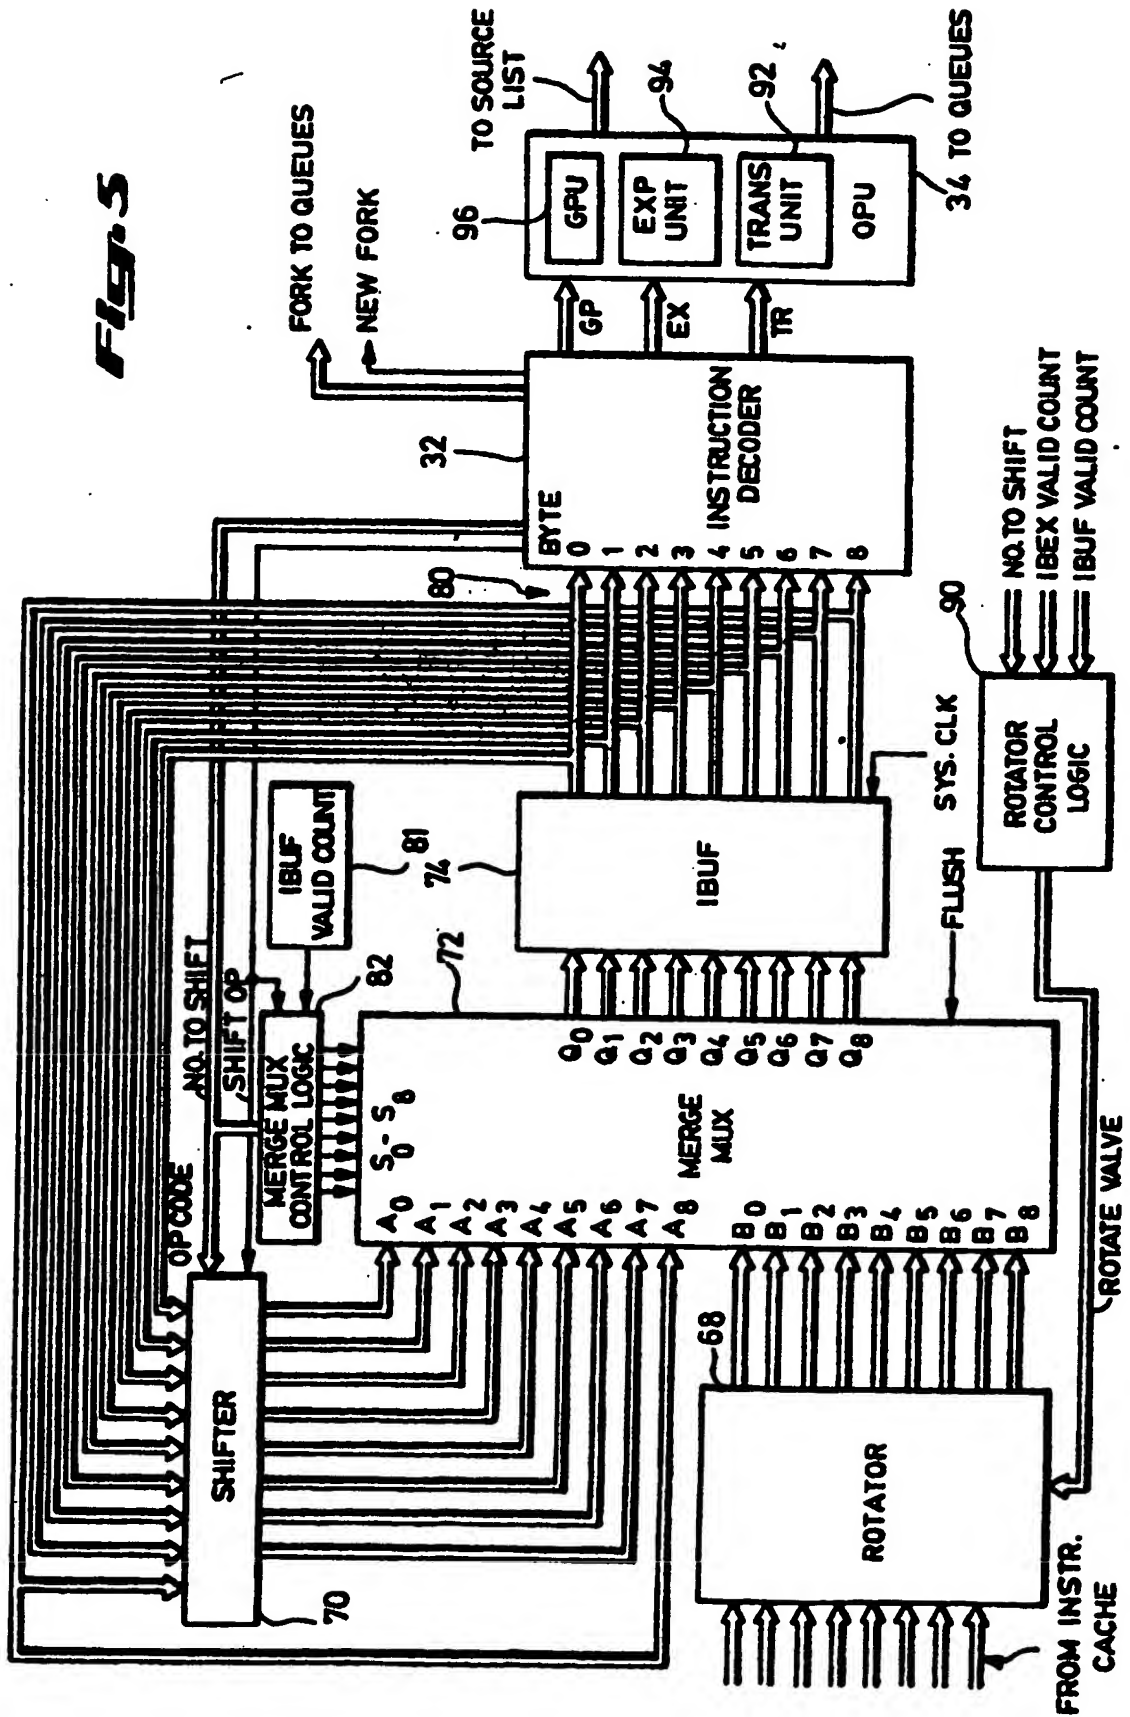 Fig. 5
OP CODE
NO. TO SHIFT
SHIFT OP
SHIFTER
70
MERGE MUX
CONTROL LOGIC
82
IBUF
VALID COUNT
81
FORK TO QUEUES
NEW FORK
S0 - S8
A0
A1
A2
A3
A4
A5
A6
A7
A8
B0
B1
B2
B3
B4
B5
B6
B7
B8
MERGE
MUX
72
Q0
Q1
Q2
Q3
Q4
Q5
Q6
Q7
Q8
FLUSH
IBUF
74
SYS. CLK
80
BYTE
0
1
2
3
4
5
6
7
8
INSTRUCTION
DECODER
32
GP
EX
TR
GPU
96
EXP
UNIT
94
TRANS
UNIT
92
OPU
34
TO SOURCE
LIST
TO QUEUES
ROTATOR
68
FROM INSTR.
CACHE
ROTATE VALVE
ROTATOR
CONTROL
LOGIC
90
NO. TO SHIFT
IBEX VALID COUNT
IBUF VALID COUNT